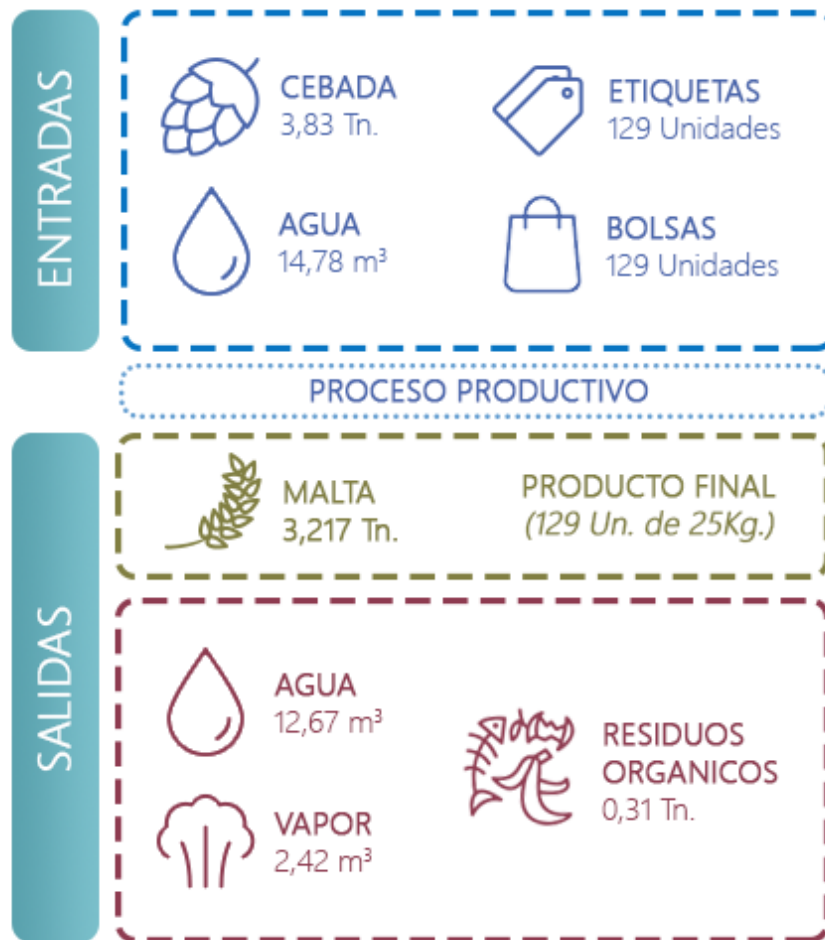 ENTRADAS
CEBADA
3,83 Tn.
ETIQUETAS
129 Unidades
AGUA
14,78 m³
BOLSAS
129 Unidades
PROCESO PRODUCTIVO
SALIDAS
MALTA
3,217 Tn.
PRODUCTO FINAL
(129 Un. de 25Kg.)
AGUA
12,67 m³
VAPOR
2,42 m³
RESIDUOS
ORGANICOS
0,31 Tn.